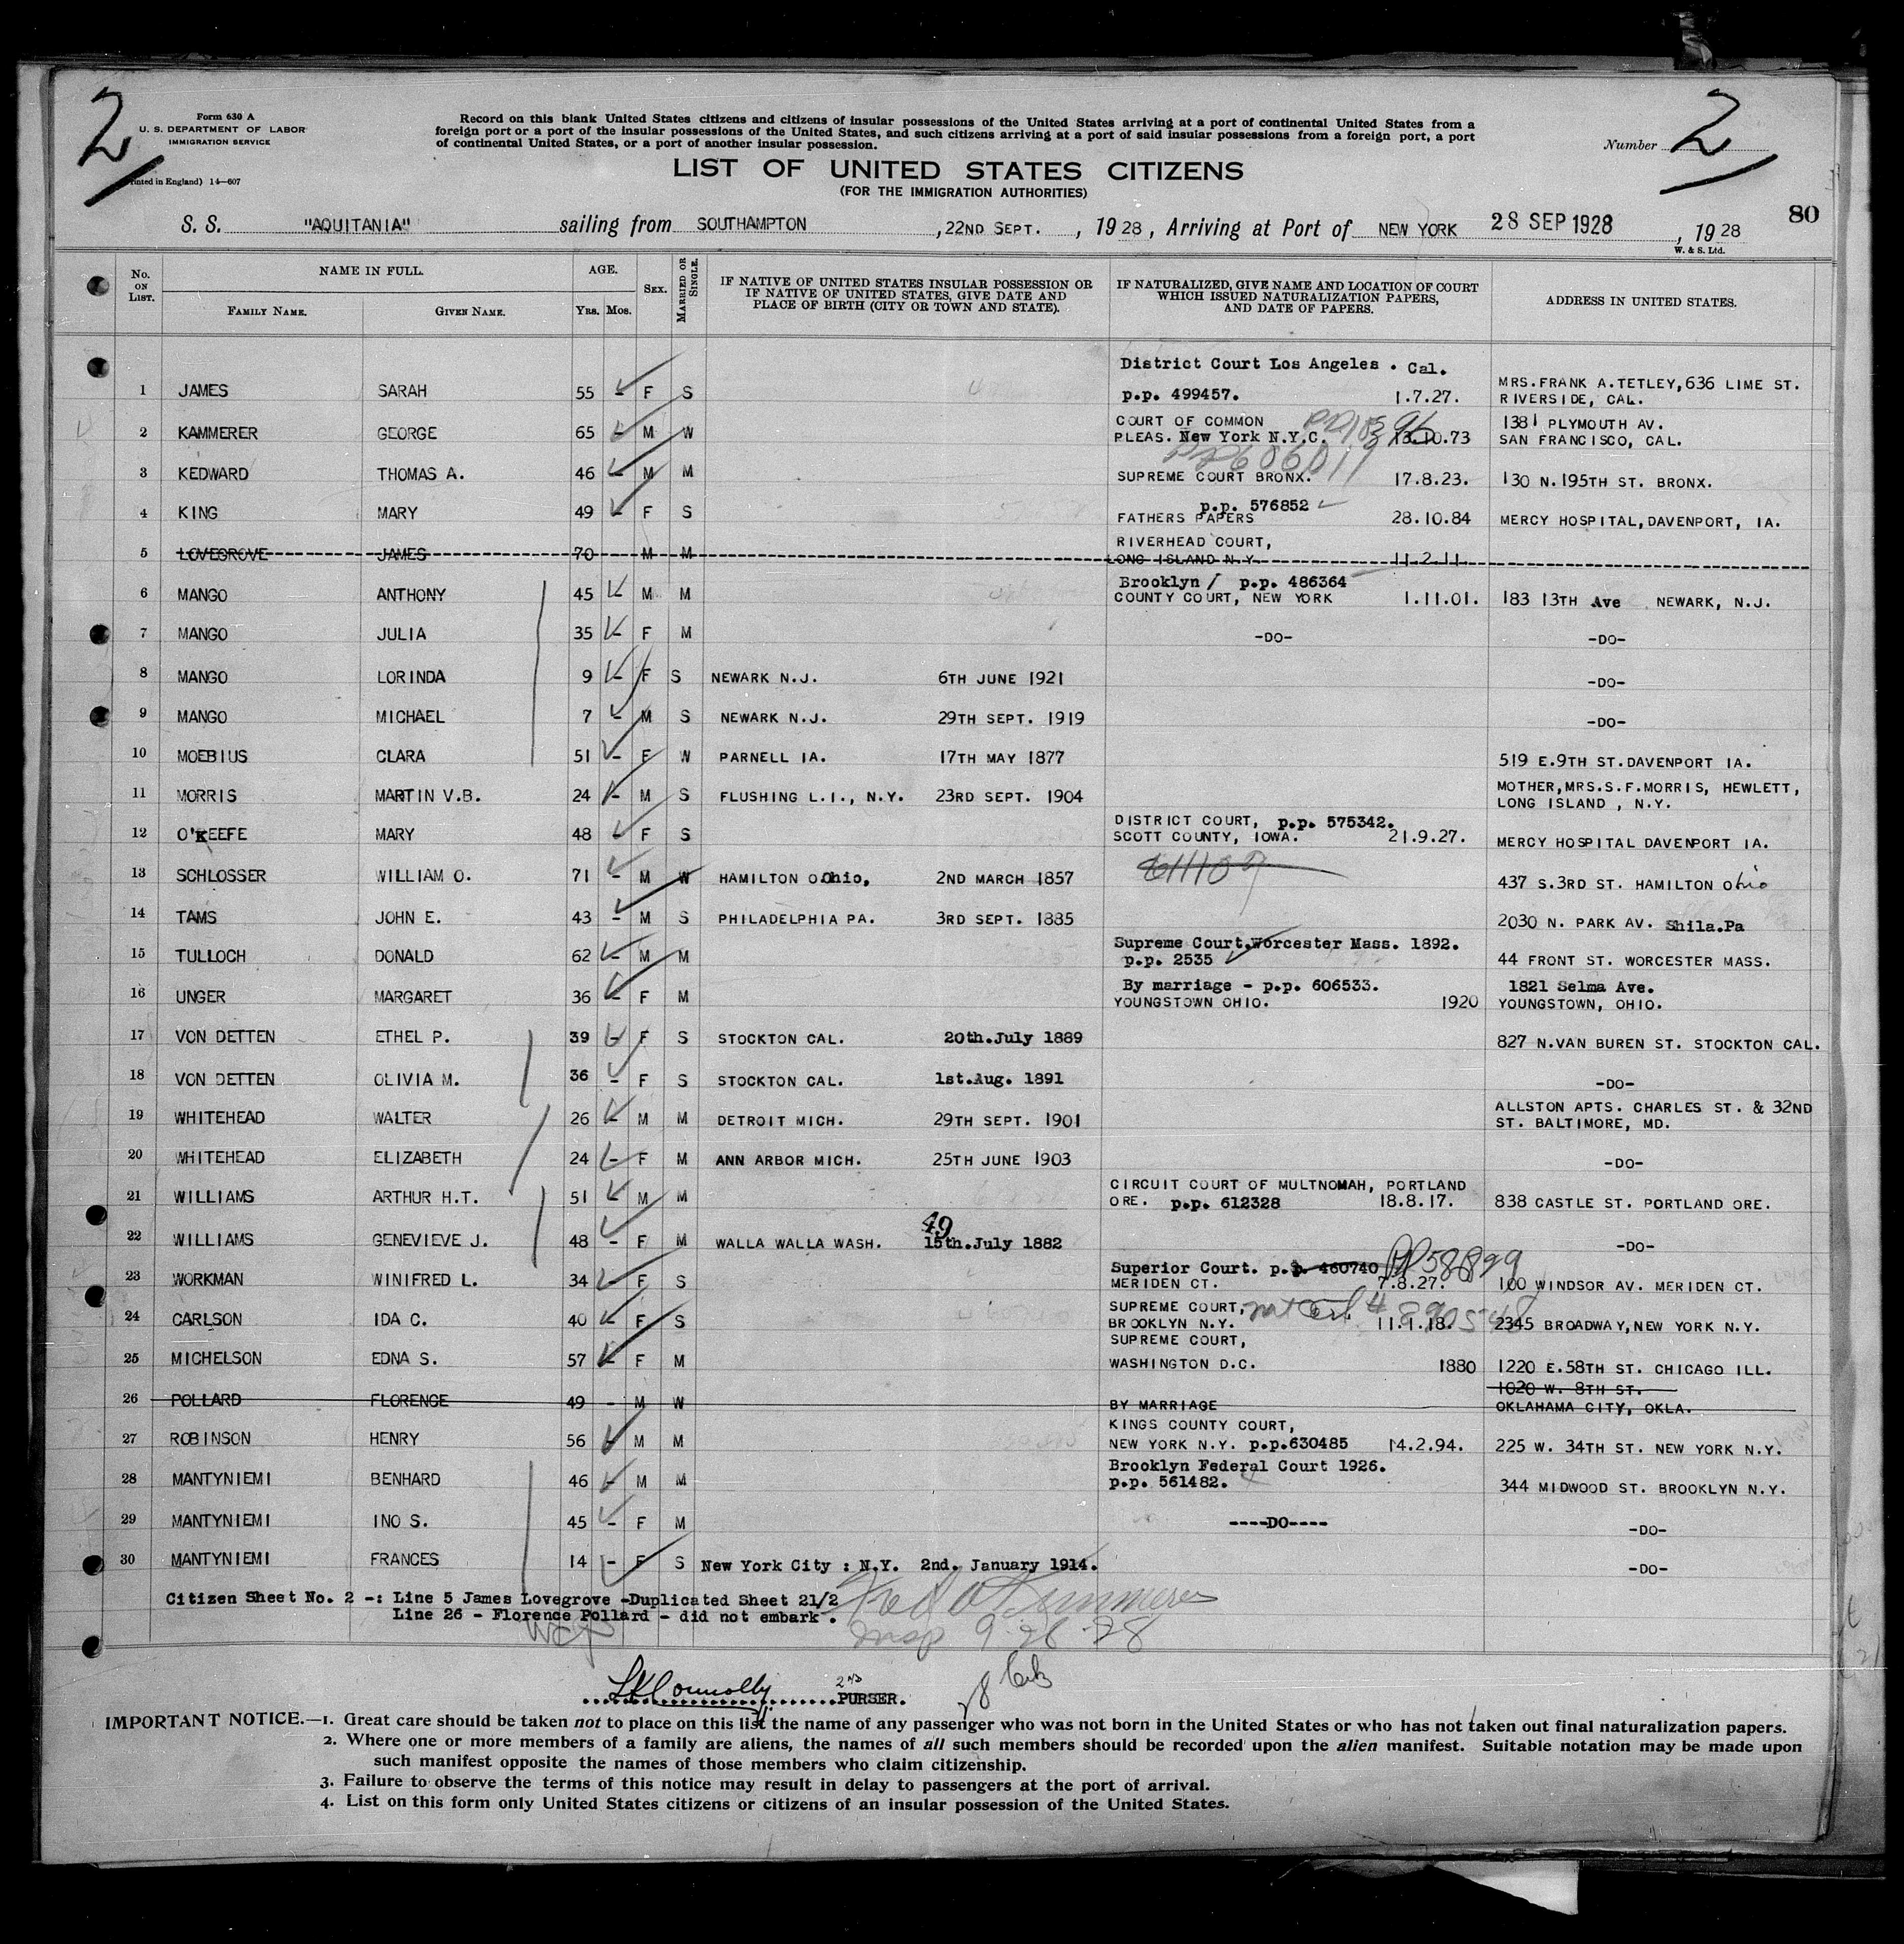 2
2
Form 630 A
U. S. DEPARTMENT OF LABOR
IMMIGRATION SERVICE
inted in England) 14—607
Record on this blank United States citizens and citizens of insular possessions of the United States arriving at a port of continental United States from a
foreign port or a port of the insular possessions of the United States, and such citizens arriving at a port of said insular possessions from a foreign port, a port
of continental United States, or a port of another insular possession.
Number
LIST OF UNITED STATES CITIZENS
(FOR THE IMMIGRATION AUTHORITIES)
80
S. S. "AQUITANIA" sailing from SOUTHAMPTON , 22ND SEPT. , 1928, Arriving at Port of NEW YORK 28 SEP 1928 , 1928
W. & S. Ltd.
No. ON LIST. NAME IN FULL. AGE. SEX. MARRIED OR SINGLE. IF NATIVE OF UNITED STATES INSULAR POSSESSION OR IF NATIVE OF UNITED STATES, GIVE DATE AND PLACE OF BIRTH (CITY OR TOWN AND STATE). IF NATURALIZED, GIVE NAME AND LOCATION OF COURT WHICH ISSUED NATURALIZATION PAPERS, AND DATE OF PAPERS. ADDRESS IN UNITED STATES.
FAMILY NAME. GIVEN NAME. Yrs. Mos.
District Court Los Angeles . Cal.
1 JAMES SARAH 55 - F S p.p. 499457. 1.7.27. MRS.FRANK A.TETLEY,636 LIME ST.
RIVERSIDE, CAL.
COURT OF COMMON 1381 PLYMOUTH AV.
2 KAMMERER GEORGE 65 - M W PLEAS. New York N.Y.C. 13.10.73 SAN FRANCISCO, CAL.
PP606011
3 KEDWARD THOMAS A. 46 - M M SUPREME COURT BRONX. 17.8.23. 130 N.195TH ST. BRONX.
p.p. 576852
4 KING MARY 49 - F S FATHERS PAPERS 28.10.84 MERCY HOSPITAL,DAVENPORT, IA.
RIVERHEAD COURT,
5 LOVEGROVE JAMES 70 M M LONG ISLAND N.Y. 11.2.11.
Brooklyn / p.p. 486364
6 MANGO ANTHONY 45 - M M COUNTY COURT, NEW YORK 1.11.01. 183 13TH Ave NEWARK, N.J.
7 MANGO JULIA 35 - F M -DO- -DO-
8 MANGO LORINDA 9 - F S NEWARK N.J. 6TH JUNE 1921 -DO-
9 MANGO MICHAEL 7 - M S NEWARK N.J. 29TH SEPT. 1919 -DO-
10 MOEBIUS CLARA 51 - F W PARNELL IA. 17TH MAY 1877 519 E.9TH ST.DAVENPORT IA.
11 MORRIS MARTIN V.B. 24 - M S FLUSHING L.I., N.Y. 23RD SEPT. 1904 MOTHER,MRS.S.F.MORRIS, HEWLETT,
LONG ISLAND , N.Y.
DISTRICT COURT, p.p. 575342.
12 O'KEEFE MARY 48 - F S SCOTT COUNTY, IOWA. 21.9.27. MERCY HOSPITAL DAVENPORT IA.
13 SCHLOSSER WILLIAM O. 71 - M W HAMILTON O.Ohio, 2ND MARCH 1857 437 S.3RD ST. HAMILTON Ohio
14 TAMS JOHN E. 43 - M S PHILADELPHIA PA. 3RD SEPT. 1885 2030 N. PARK AV. Shila.Pa
Supreme Court,Worcester Mass. 1892.
15 TULLOCH DONALD 62 - M M p.p. 2535 44 FRONT ST. WORCESTER MASS.
By marriage - p.p. 606533. 1821 Selma Ave.
16 UNGER MARGARET 36 - F M YOUNGSTOWN OHIO. 1920 YOUNGSTOWN, OHIO.
17 VON DETTEN ETHEL P. 39 - F S STOCKTON CAL. 20th.July 1889 827 N.VAN BUREN ST. STOCKTON CAL.
18 VON DETTEN OLIVIA M. 36 - F S STOCKTON CAL. 1st.Aug. 1891 -DO-
19 WHITEHEAD WALTER 26 - M M DETROIT MICH. 29TH SEPT. 1901 ALLSTON APTS. CHARLES ST. & 32ND
ST. BALTIMORE, MD.
20 WHITEHEAD ELIZABETH 24 - F M ANN ARBOR MICH. 25TH JUNE 1903 -DO-
CIRCUIT COURT OF MULTNOMAH, PORTLAND
21 WILLIAMS ARTHUR H.T. 51 - M M ORE. p.p. 612328 18.8.17. 838 CASTLE ST. PORTLAND ORE.
49
22 WILLIAMS GENEVIEVE J. 48 - F M WALLA WALLA WASH. 15th.July 1882 -DO-
Superior Court. p.p. 460740 PP58899
23 WORKMAN WINIFRED L. 34 - F S MERIDEN CT. 7.8.27. 100 WINDSOR AV. MERIDEN CT.
SUPREME COURT,
24 CARLSON IDA C. 40 - F S BROOKLYN N.Y. 11.1.18. 2345 BROADWAY,NEW YORK N.Y.
SUPREME COURT,
25 MICHELSON EDNA S. 57 - F M WASHINGTON D.C. 1880 1220 E.58TH ST. CHICAGO ILL.
1020 W. 8TH ST.
26 POLLARD FLORENCE 49 - M W BY MARRIAGE OKLAHAMA CITY, OKLA.
KINGS COUNTY COURT,
27 ROBINSON HENRY 56 - M M NEW YORK N.Y. p.p.630485 14.2.94. 225 W. 34TH ST. NEW YORK N.Y.
Brooklyn Federal Court 1926.
28 MANTYNIEMI BENHARD 46 - M M p.p. 561482. 344 MIDWOOD ST. BROOKLYN N.Y.
29 MANTYNIEMI INO S. 45 - F M ----DO---- -DO-
30 MANTYNIEMI FRANCES 14 - F S New York City : N.Y. 2nd. January 1914. -DO-
Citizen Sheet No. 2 -: Line 5 James Lovegrove -Duplicated Sheet 21/2
Line 26 - Florence Pollard - did not embark.
Insp 9-28-28
Connolly 2ND PURSER.
IMPORTANT NOTICE.—1. Great care should be taken not to place on this list the name of any passenger who was not born in the United States or who has not taken out final naturalization papers.
2. Where one or more members of a family are aliens, the names of all such members should be recorded upon the alien manifest. Suitable notation may be made upon
such manifest opposite the names of those members who claim citizenship.
3. Failure to observe the terms of this notice may result in delay to passengers at the port of arrival.
4. List on this form only United States citizens or citizens of an insular possession of the United States.